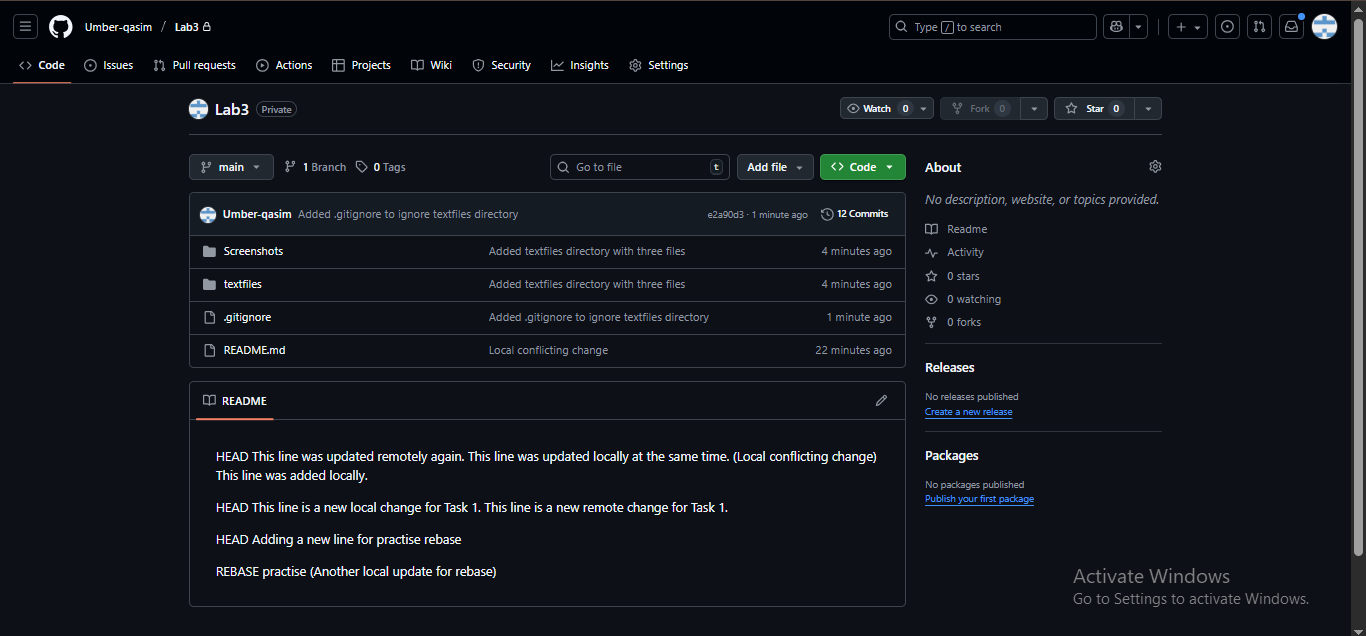 Umber-qasim / Lab3
Type / to search
Code Issues Pull requests Actions Projects Wiki Security Insights Settings
Lab3 Private
Watch 0 Fork 0 Star 0
main 1 Branch 0 Tags Go to file t Add file Code
Umber-qasim Added .gitignore to ignore textfiles directory e2a90d3 · 1 minute ago 12 Commits
Screenshots Added textfiles directory with three files 4 minutes ago
textfiles Added textfiles directory with three files 4 minutes ago
.gitignore Added .gitignore to ignore textfiles directory 1 minute ago
README.md Local conflicting change 22 minutes ago
README
HEAD This line was updated remotely again. This line was updated locally at the same time. (Local conflicting change)
This line was added locally.
HEAD This line is a new local change for Task 1. This line is a new remote change for Task 1.
HEAD Adding a new line for practise rebase
REBASE practise (Another local update for rebase)
About
No description, website, or topics provided.
Readme
Activity
0 stars
0 watching
0 forks
Releases
No releases published
Create a new release
Packages
No packages published
Publish your first package
Activate Windows
Go to Settings to activate Windows.